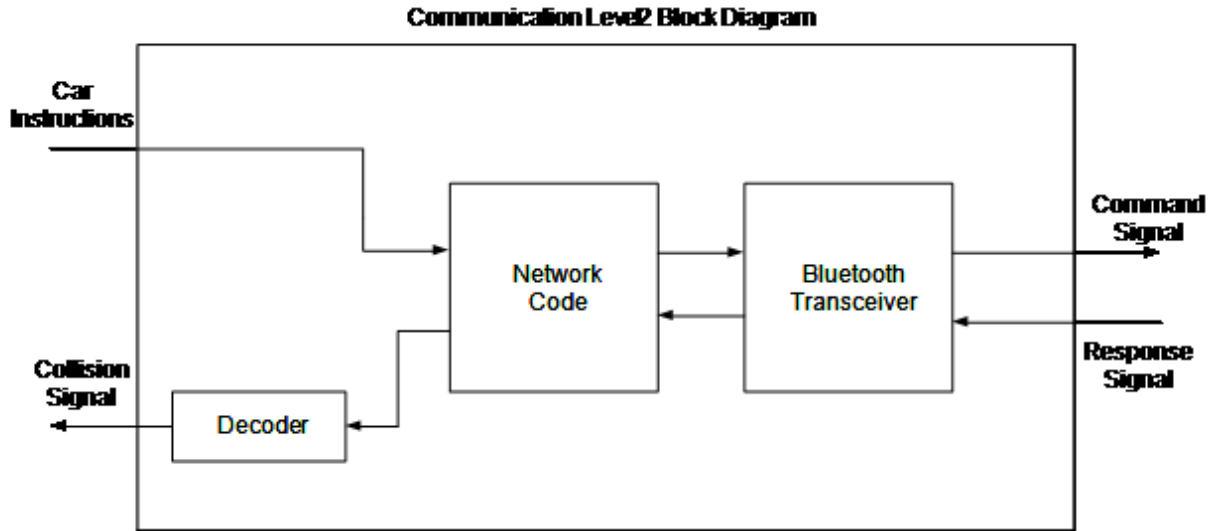 Communication Level2 Block Diagram
Car
Instructions
Command
Signal
Network
Code
Bluetooth
Transceiver
Response
Signal
Collision
Signal
Decoder